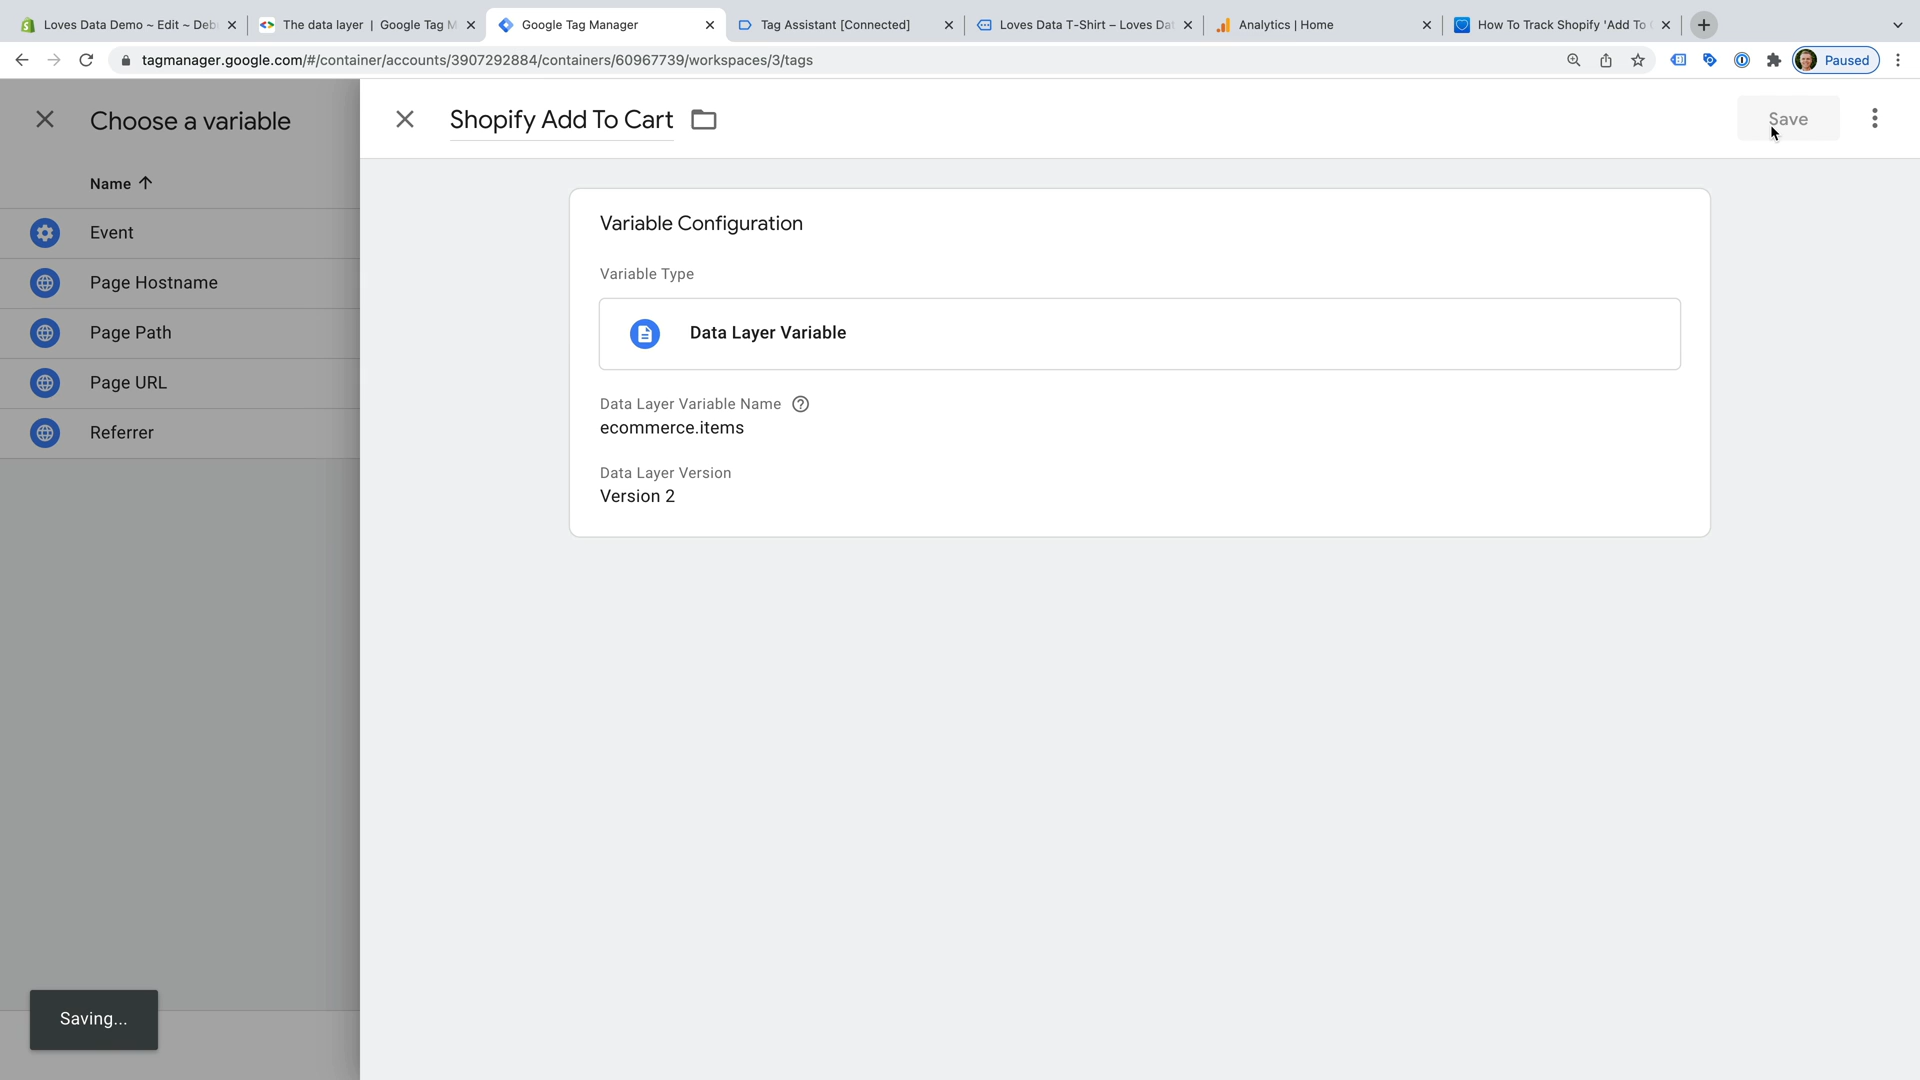 Loves Data Demo ~ Edit ~ Deb
The data layer | Google Tag M
Google Tag Manager
Tag Assistant [Connected]
Loves Data T-Shirt – Loves Dat
Analytics | Home
How To Track Shopify 'Add To C
tagmanager.google.com/#/container/accounts/3907292884/containers/60967739/workspaces/3/tags
Paused
Choose a variable
Name
Event
Page Hostname
Page Path
Page URL
Referrer
Saving...
Shopify Add To Cart
Save
Variable Configuration
Variable Type
Data Layer Variable
Data Layer Variable Name
ecommerce.items
Data Layer Version
Version 2